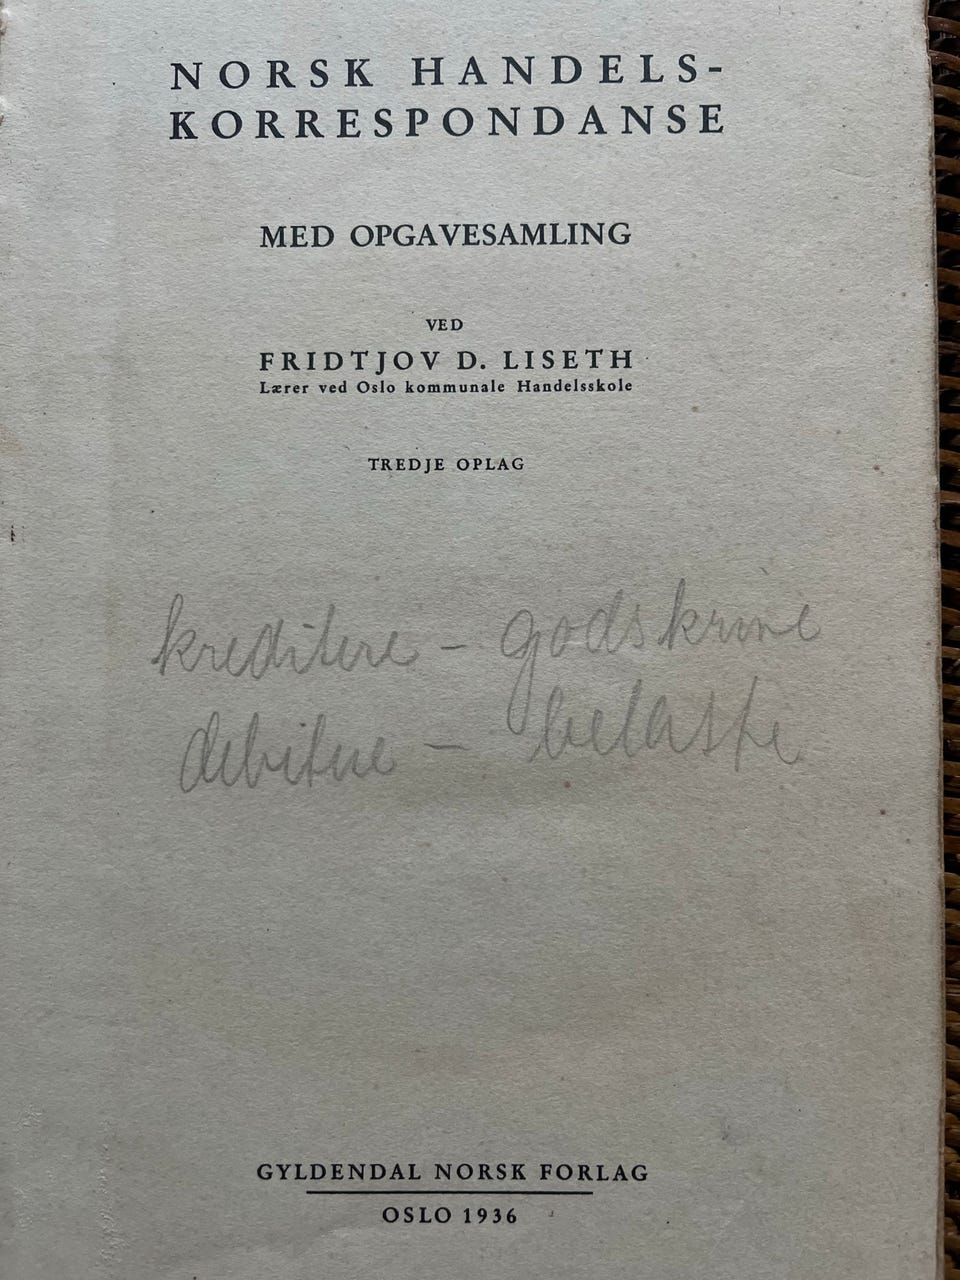 NORSK HANDELS-
KORRESPONDANSE
MED OPGAVESAMLING
VED
FRIDTJOV D. LISETH
Lærer ved Oslo kommunale Handelsskole
TREDJE OPLAG
kreditere – godskrive
debitere – belaste
GYLDENDAL NORSK FORLAG
OSLO 1936